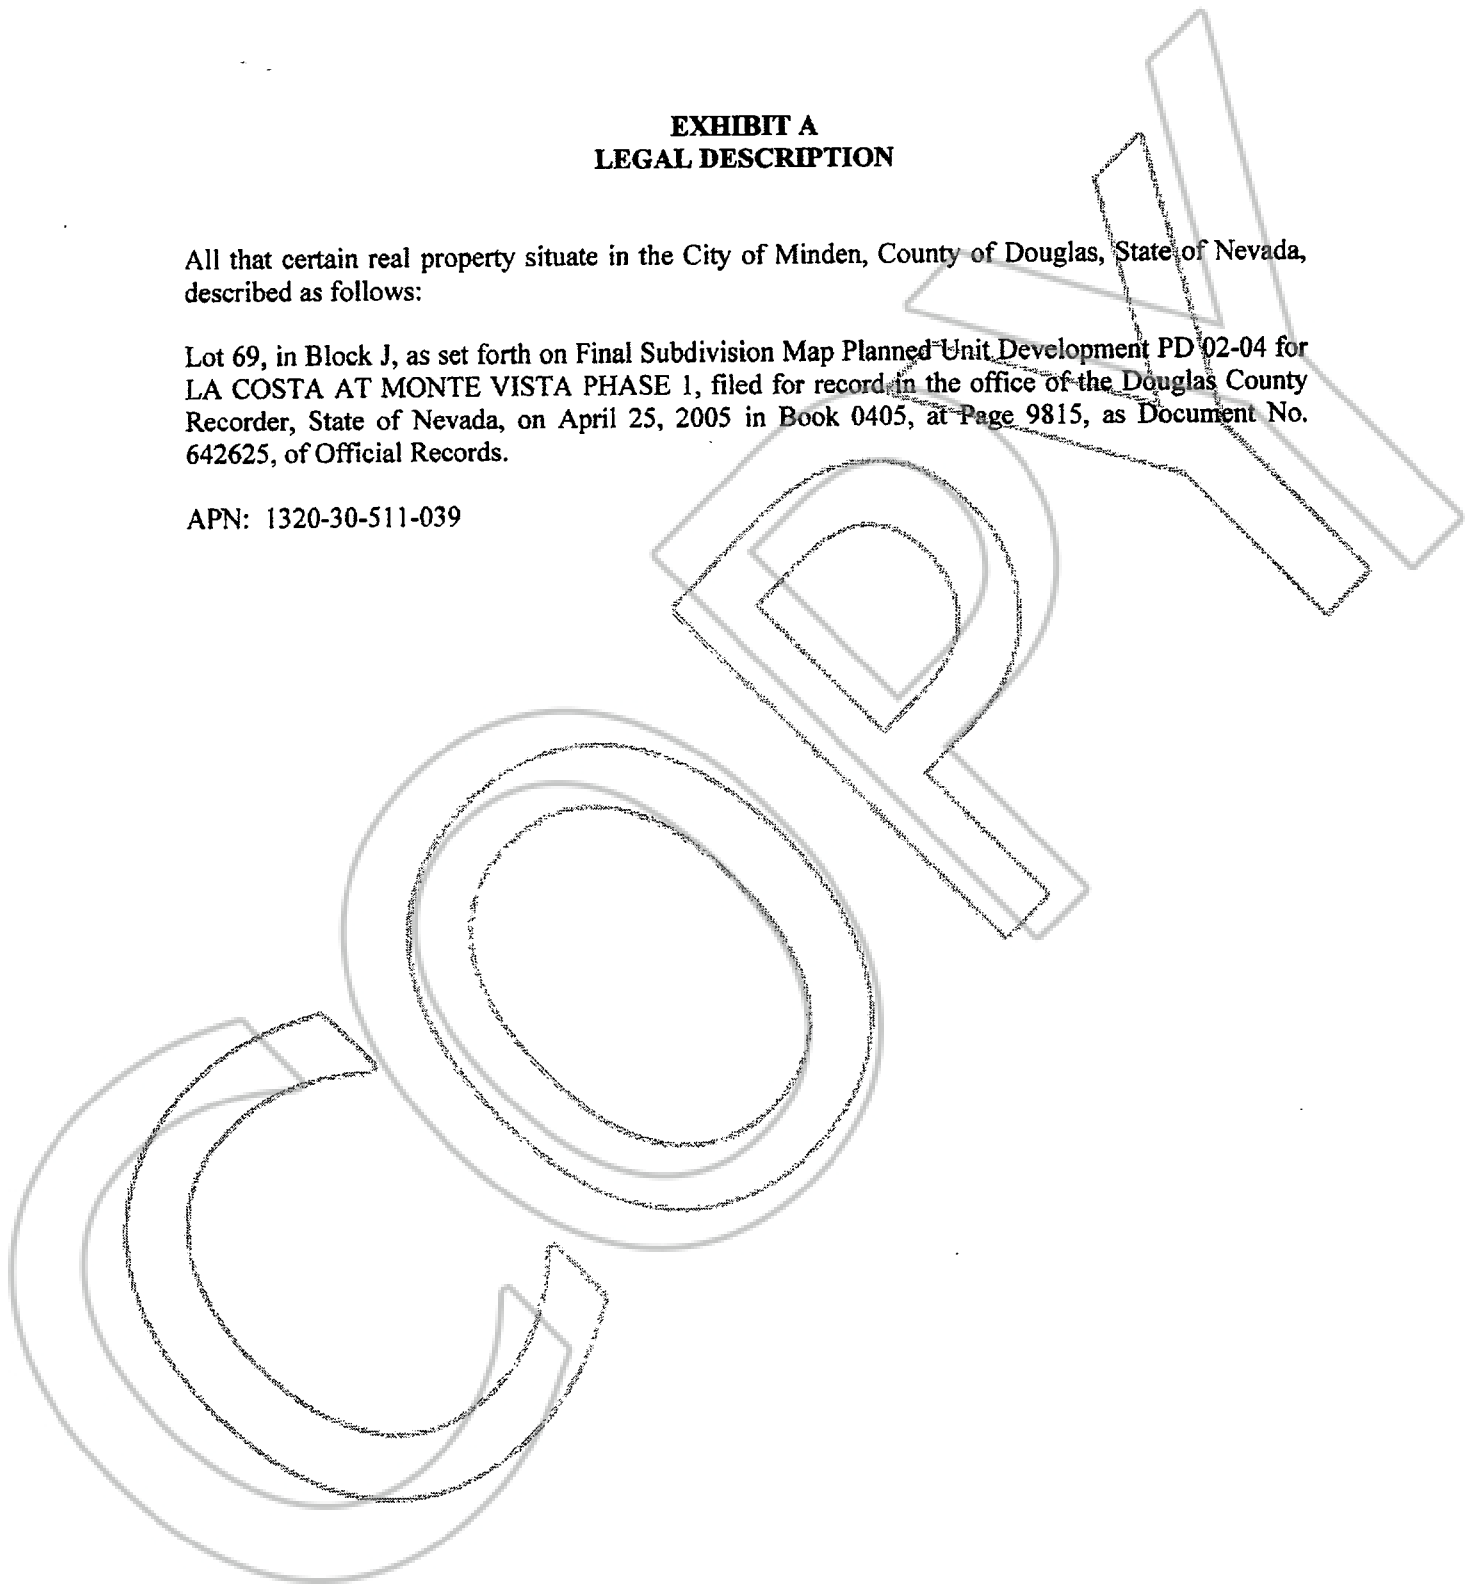 EXHIBIT A
LEGAL DESCRIPTION
All that certain real property situate in the City of Minden, County of Douglas, State of Nevada,
described as follows:
Lot 69, in Block J, as set forth on Final Subdivision Map Planned Unit Development PD 02-04 for
LA COSTA AT MONTE VISTA PHASE 1, filed for record in the office of the Douglas County
Recorder, State of Nevada, on April 25, 2005 in Book 0405, at Page 9815, as Document No.
642625, of Official Records.
APN: 1320-30-511-039
COPY
COPY